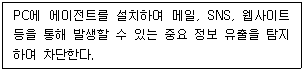 PC에 에이전트를 설치하여 메일, SNS, 웹사이트
등을 통해 발생할 수 있는 중요 정보 유출을 탐지
하여 차단한다.